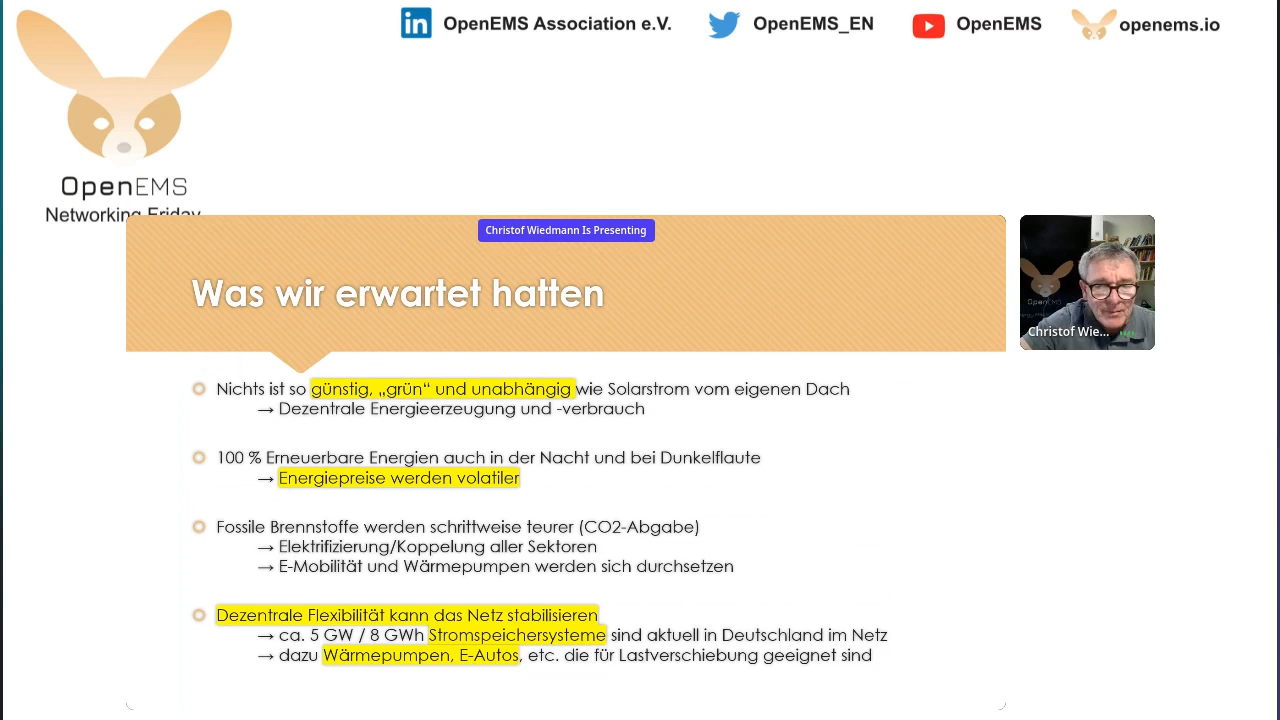 OpenEMS Association e.V.
OpenEMS_EN
OpenEMS
openems.io
OpenEMS
Networking Friday
Christof Wiedmann Is Presenting
Was wir erwartet hatten
Nichts ist so günstig, „grün“ und unabhängig wie Solarstrom vom eigenen Dach
→ Dezentrale Energieerzeugung und -verbrauch
100 % Erneuerbare Energien auch in der Nacht und bei Dunkelflaute
→ Energiepreise werden volatiler
Fossile Brennstoffe werden schrittweise teurer (CO2-Abgabe)
→ Elektrifizierung/Koppelung aller Sektoren
→ E-Mobilität und Wärmepumpen werden sich durchsetzen
Dezentrale Flexibilität kann das Netz stabilisieren
→ ca. 5 GW / 8 GWh Stromspeichersysteme sind aktuell in Deutschland im Netz
→ dazu Wärmepumpen, E-Autos, etc. die für Lastverschiebung geeignet sind
OpenEMS
Christof Wie...